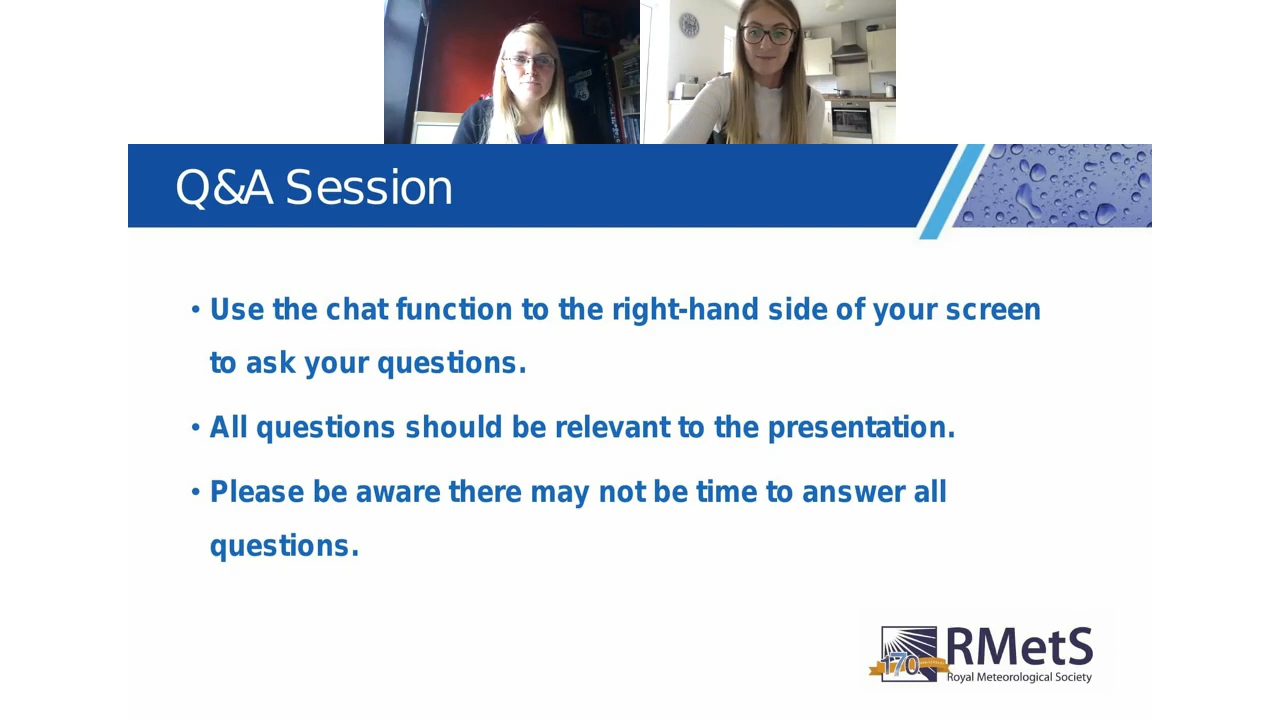 Q&A Session
• Use the chat function to the right-hand side of your screen
to ask your questions.
• All questions should be relevant to the presentation.
• Please be aware there may not be time to answer all
questions.
170
RMetS
Royal Meteorological Society